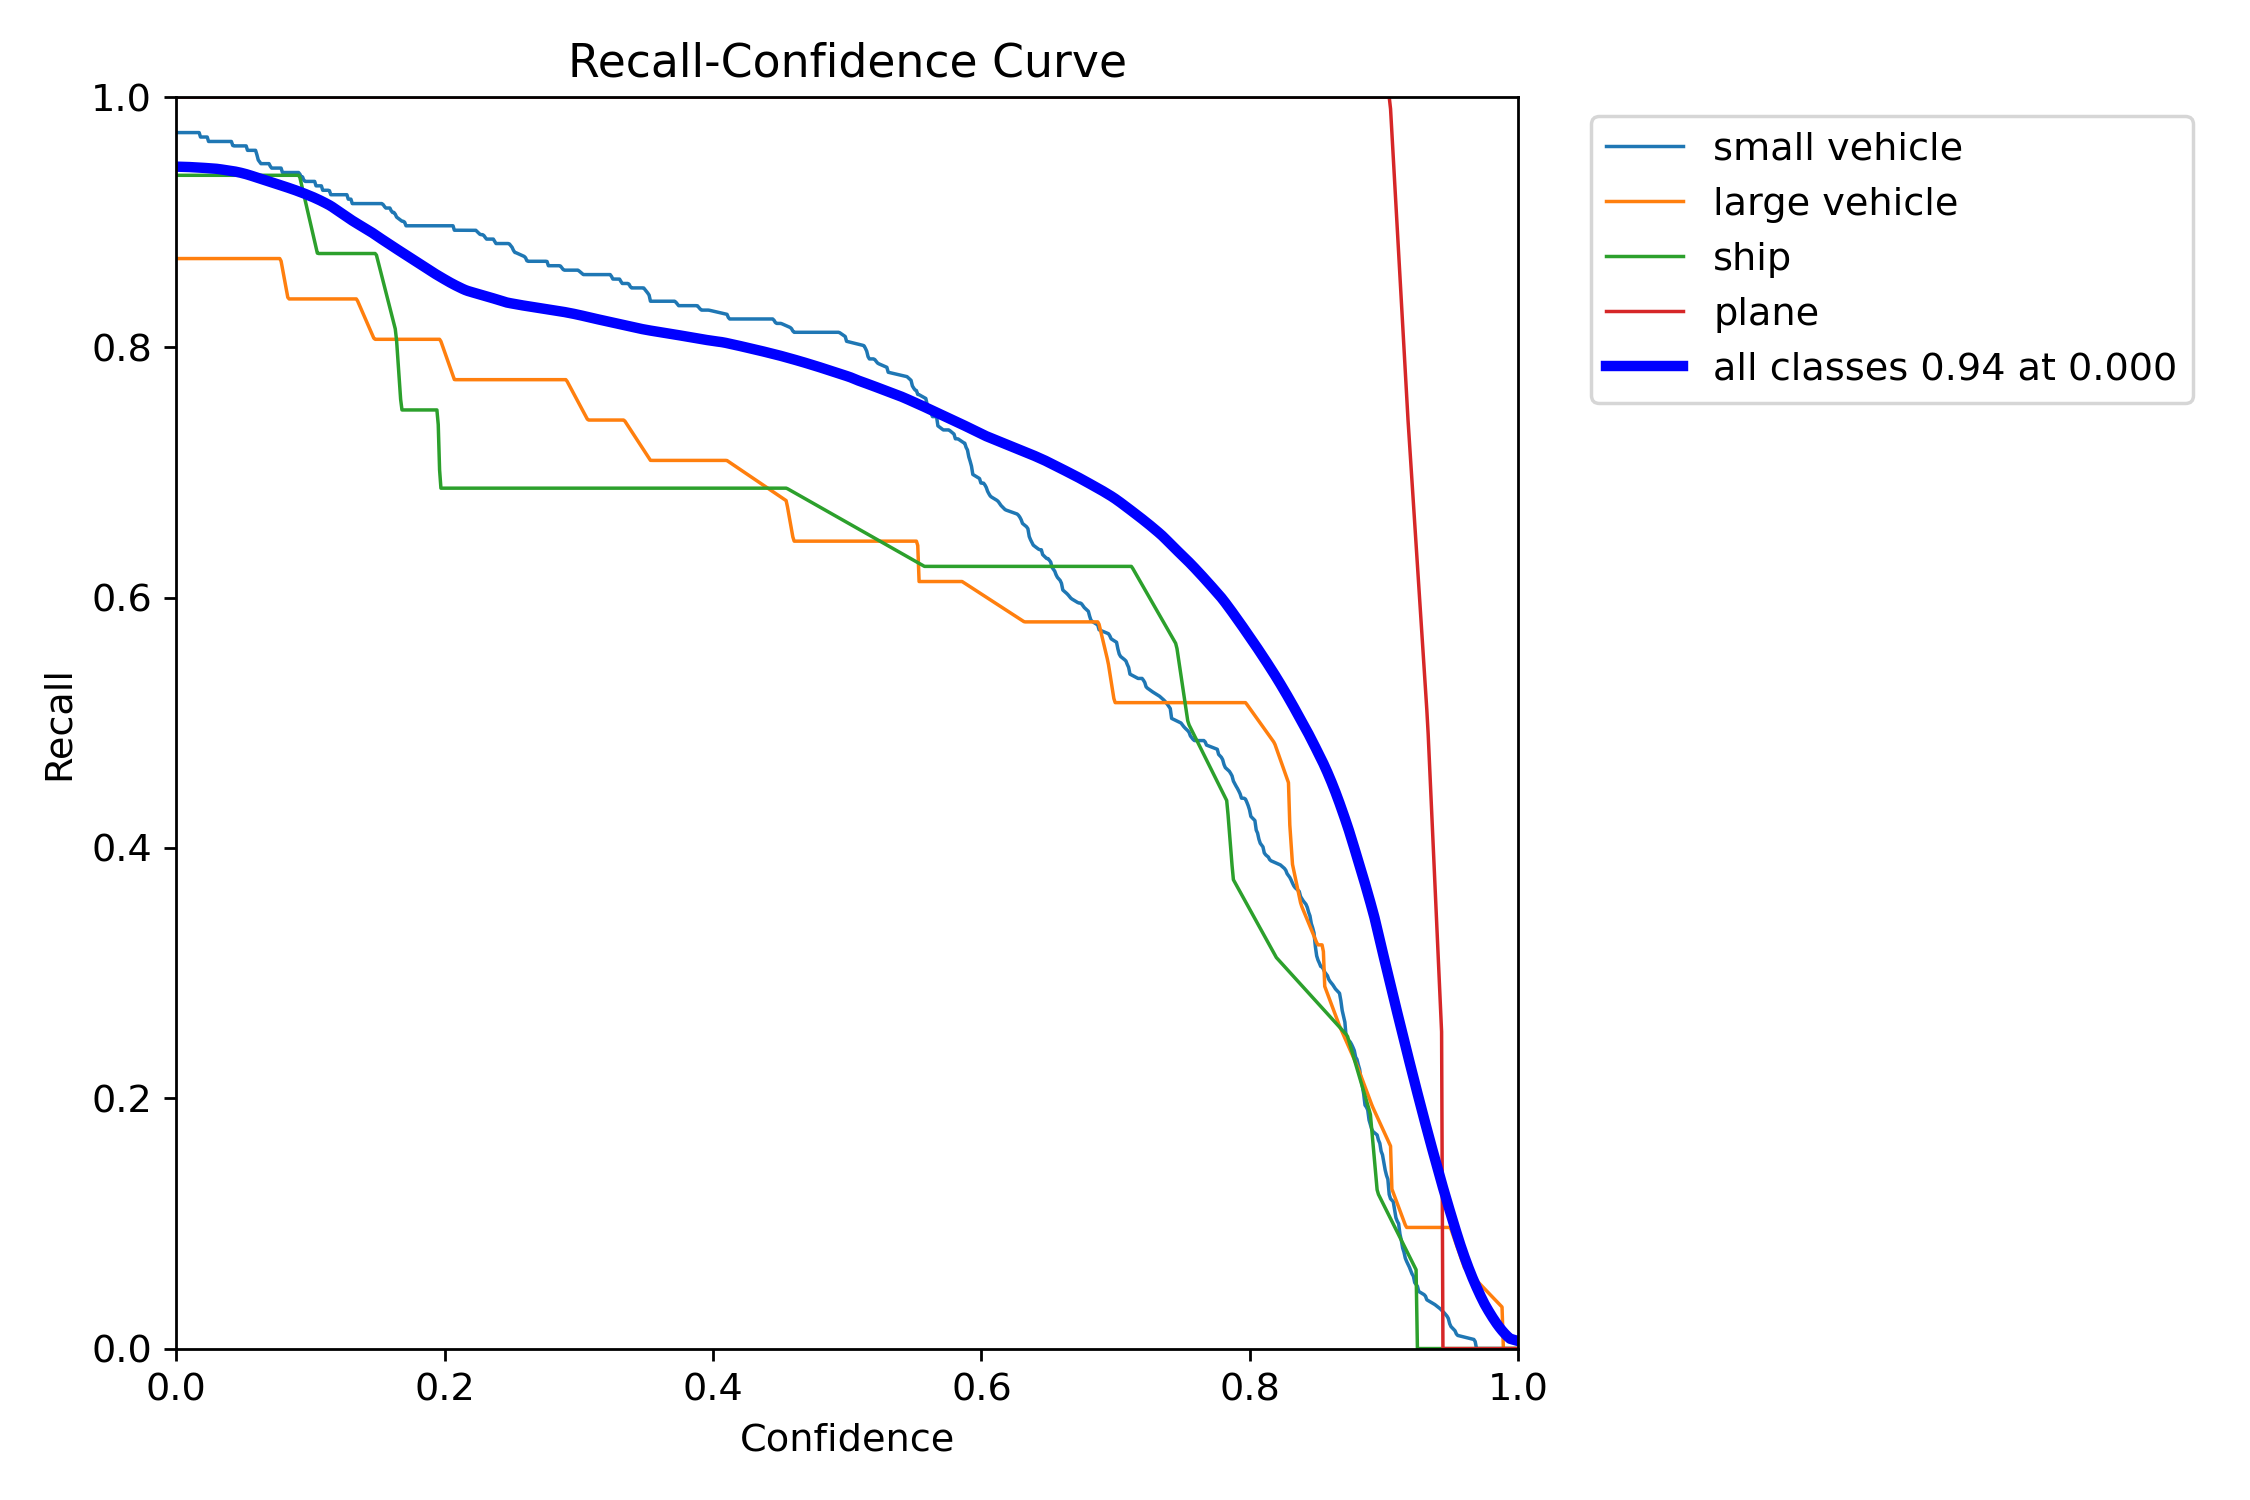 Recall-Confidence Curve
1.0
0.8
0.6
0.4
0.2
0.0
Recall
0.0 0.2 0.4 0.6 0.8 1.0
Confidence
small vehicle
large vehicle
ship
plane
all classes 0.94 at 0.000